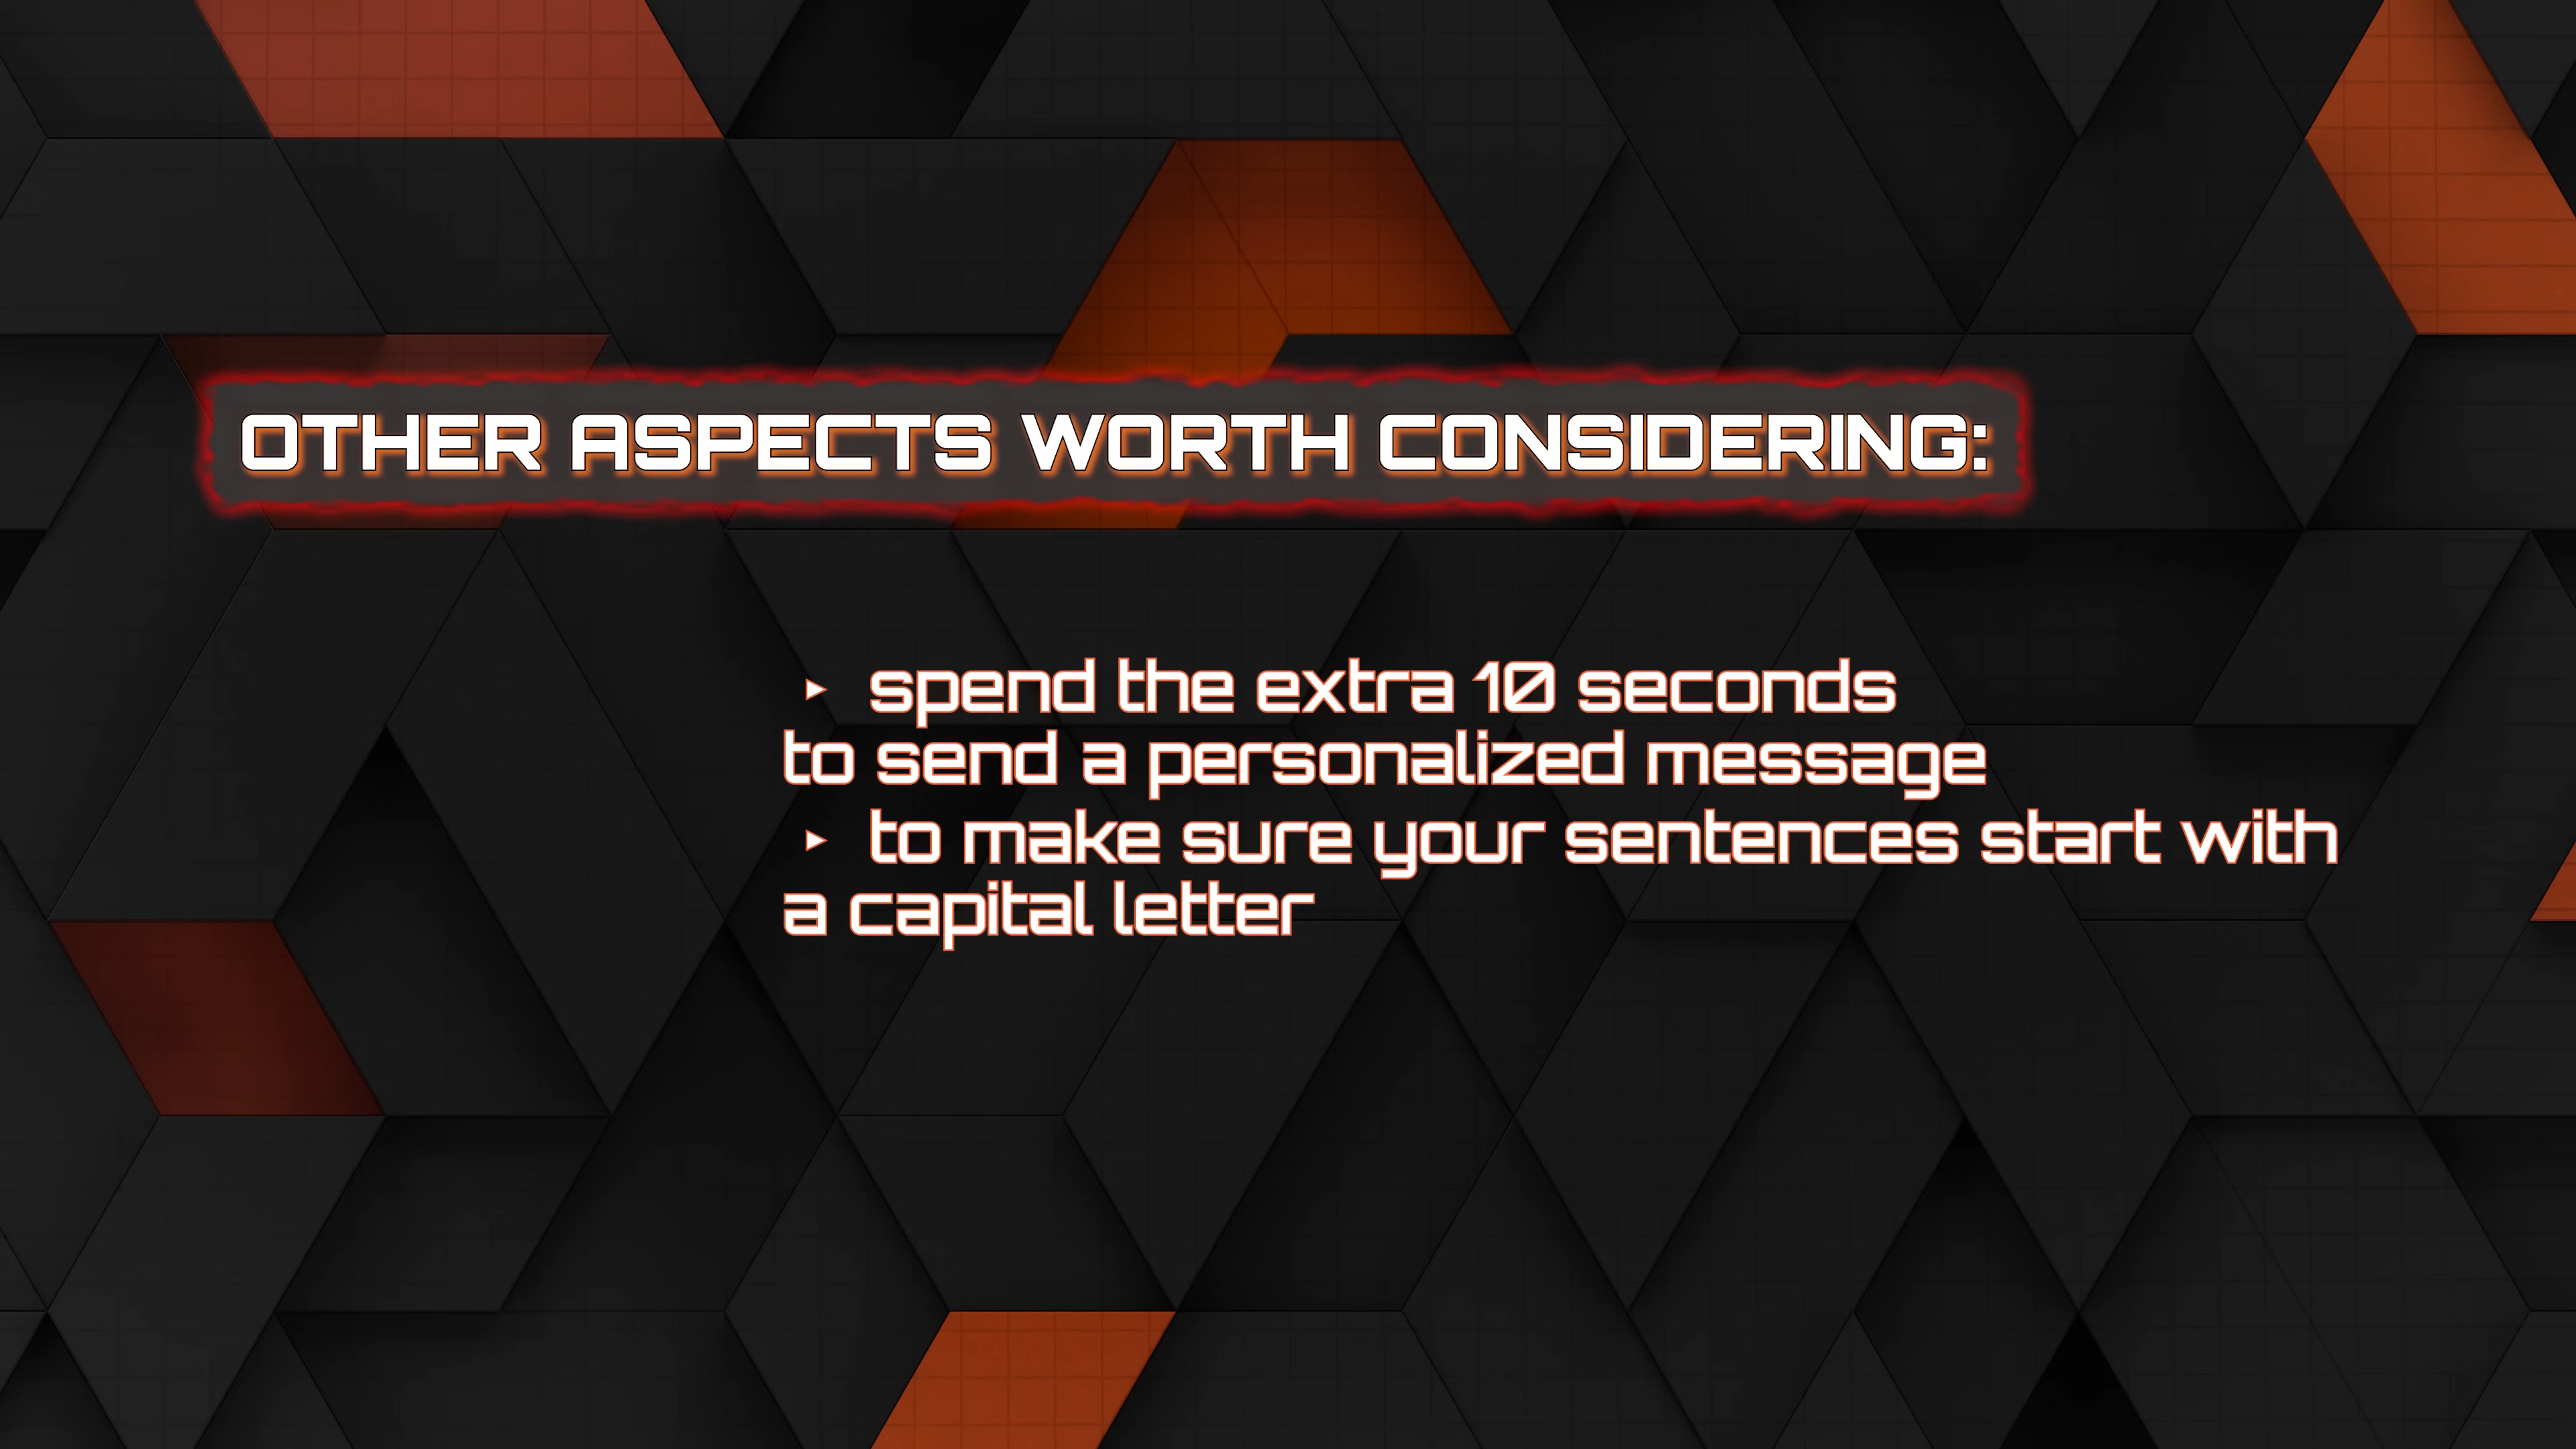 OTHER ASPECTS WORTH CONSIDERING:
‣ spend the extra 10 seconds
to send a personalized message
‣ to make sure your sentences start with
a capital letter